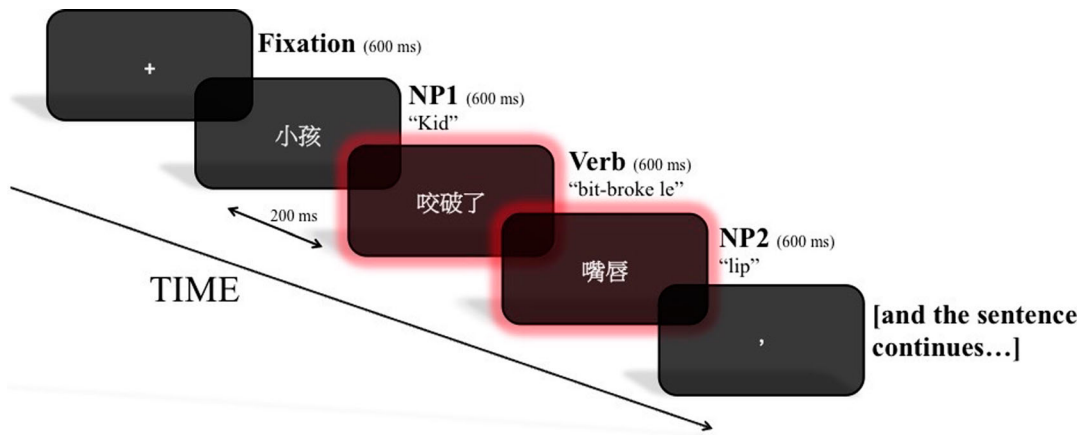 +
Fixation (600 ms)
小孩
NP1 (600 ms)
“Kid”
咬破了
Verb (600 ms)
“bit-broke le”
200 ms
嘴唇
NP2 (600 ms)
“lip”
TIME
,
[and the sentence
continues…]